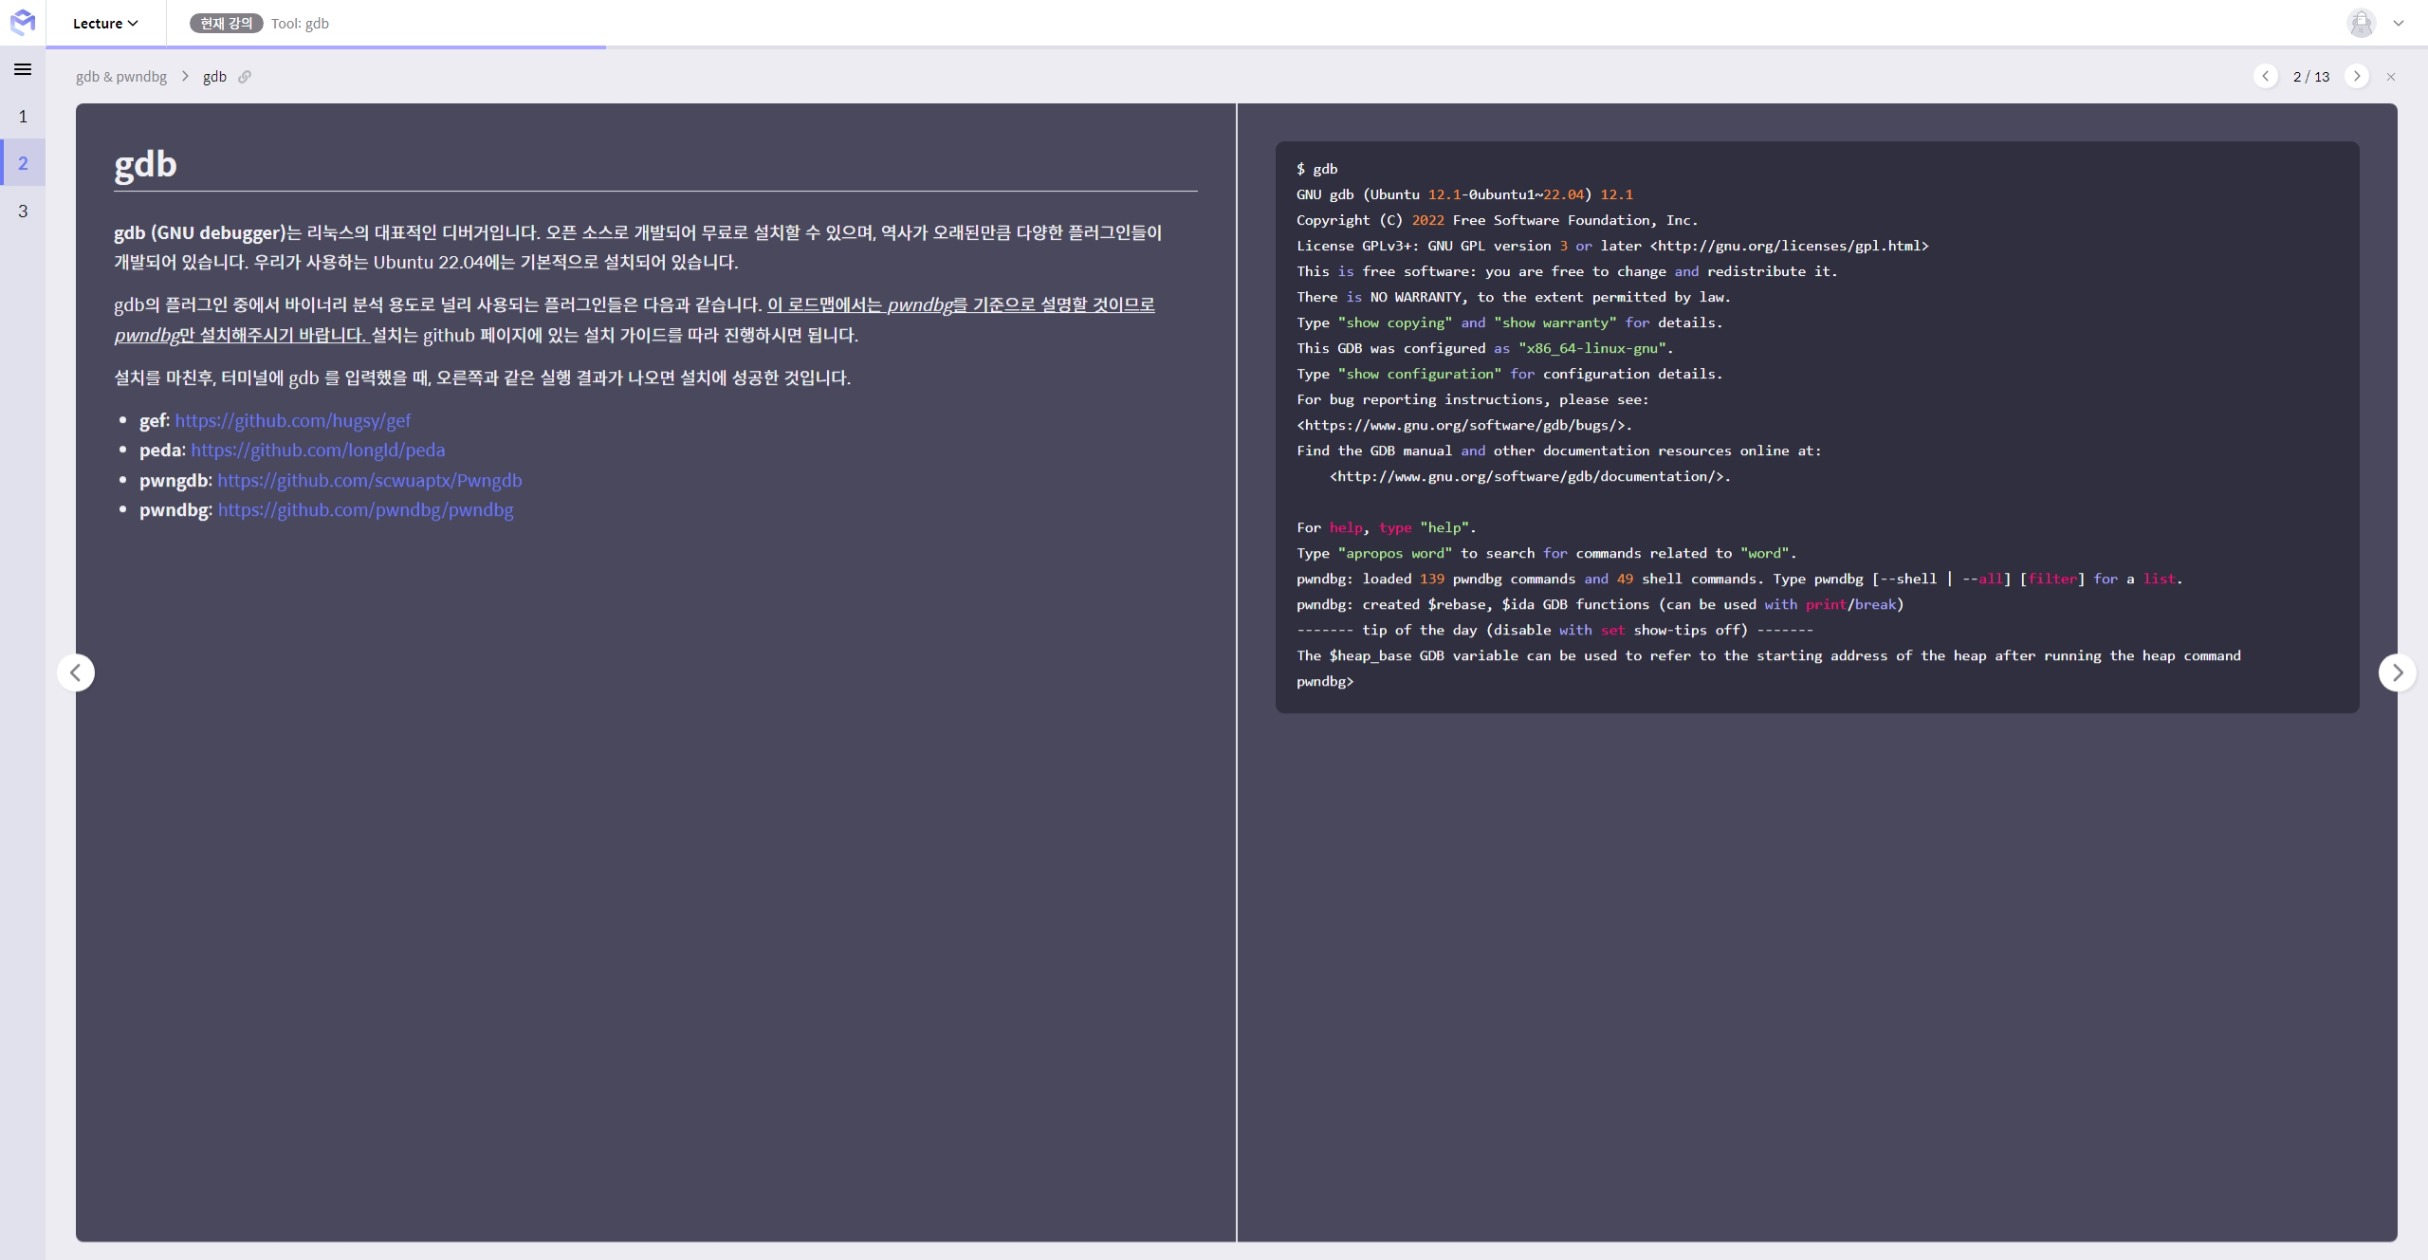 Lecture
현재 강의 Tool: gdb
gdb & pwndbg > gdb
2 / 13
1
2
3
gdb
gdb (GNU debugger)는 리눅스의 대표적인 디버거입니다. 오픈 소스로 개발되어 무료로 설치할 수 있으며, 역사가 오래된만큼 다양한 플러그인들이
개발되어 있습니다. 우리가 사용하는 Ubuntu 22.04에는 기본적으로 설치되어 있습니다.
gdb의 플러그인 중에서 바이너리 분석 용도로 널리 사용되는 플러그인들은 다음과 같습니다. 이 로드맵에서는 pwndbg를 기준으로 설명할 것이므로
pwndbg만 설치해주시기 바랍니다. 설치는 github 페이지에 있는 설치 가이드를 따라 진행하시면 됩니다.
설치를 마친후, 터미널에 gdb 를 입력했을 때, 오른쪽과 같은 실행 결과가 나오면 설치에 성공한 것입니다.
• gef: https://github.com/hugsy/gef
• peda: https://github.com/longld/peda
• pwngdb: https://github.com/scwuaptx/Pwngdb
• pwndbg: https://github.com/pwndbg/pwndbg
$ gdb
GNU gdb (Ubuntu 12.1-0ubuntu1~22.04) 12.1
Copyright (C) 2022 Free Software Foundation, Inc.
License GPLv3+: GNU GPL version 3 or later <http://gnu.org/licenses/gpl.html>
This is free software: you are free to change and redistribute it.
There is NO WARRANTY, to the extent permitted by law.
Type "show copying" and "show warranty" for details.
This GDB was configured as "x86_64-linux-gnu".
Type "show configuration" for configuration details.
For bug reporting instructions, please see:
<https://www.gnu.org/software/gdb/bugs/>.
Find the GDB manual and other documentation resources online at:
    <http://www.gnu.org/software/gdb/documentation/>.
For help, type "help".
Type "apropos word" to search for commands related to "word".
pwndbg: loaded 139 pwndbg commands and 49 shell commands. Type pwndbg [--shell | --all] [filter] for a list.
pwndbg: created $rebase, $ida GDB functions (can be used with print/break)
------- tip of the day (disable with set show-tips off) -------
The $heap_base GDB variable can be used to refer to the starting address of the heap after running the heap command
pwndbg>